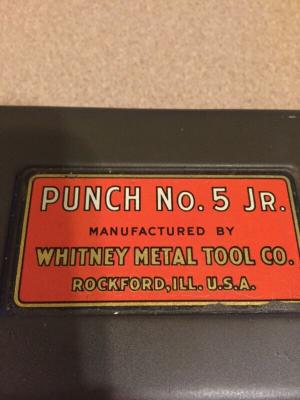 PUNCH NO. 5 JR.
MANUFACTURED BY
WHITNEY METAL TOOL CO.
ROCKFORD, ILL. U.S.A.